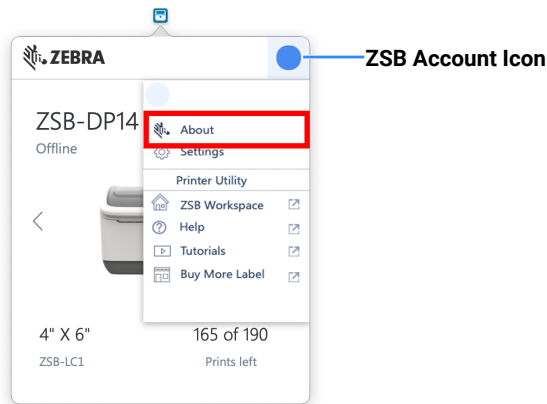 ZEBRA
ZSB Account Icon
ZSB-DP14
Offline
About
Settings
Printer Utility
ZSB Workspace
Help
Tutorials
Buy More Label
4" X 6"
165 of 190
ZSB-LC1
Prints left